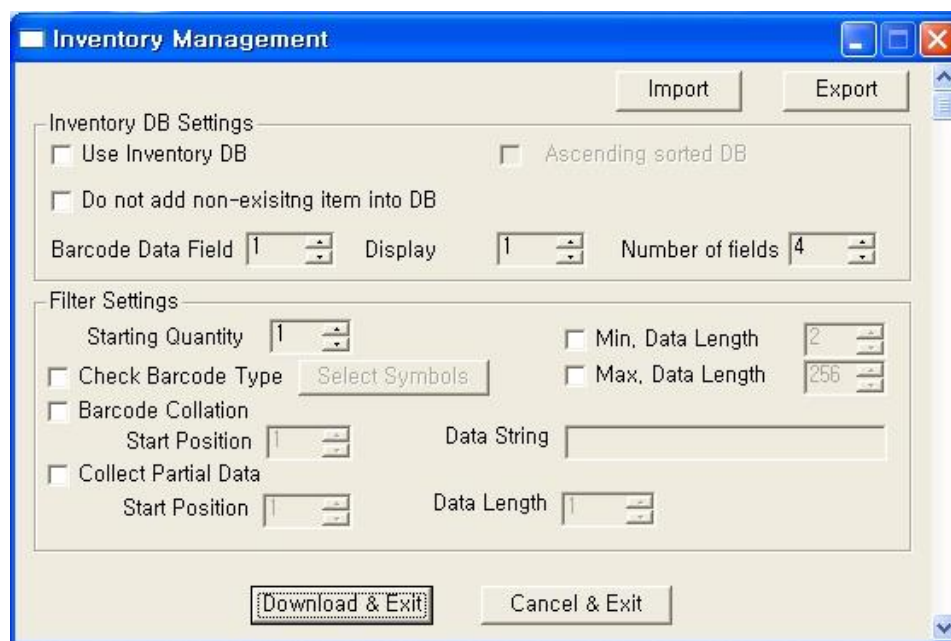 Inventory Management
Import Export
Inventory DB Settings
Use Inventory DB Ascending sorted DB
Do not add non-exisitng item into DB
Barcode Data Field 1 Display 1 Number of fields 4
Filter Settings
Starting Quantity 1 Min, Data Length 2
Check Barcode Type Select Symbols Max, Data Length 256
Barcode Collation
Start Position 1 Data String
Collect Partial Data
Start Position 1 Data Length 1
Download & Exit Cancel & Exit